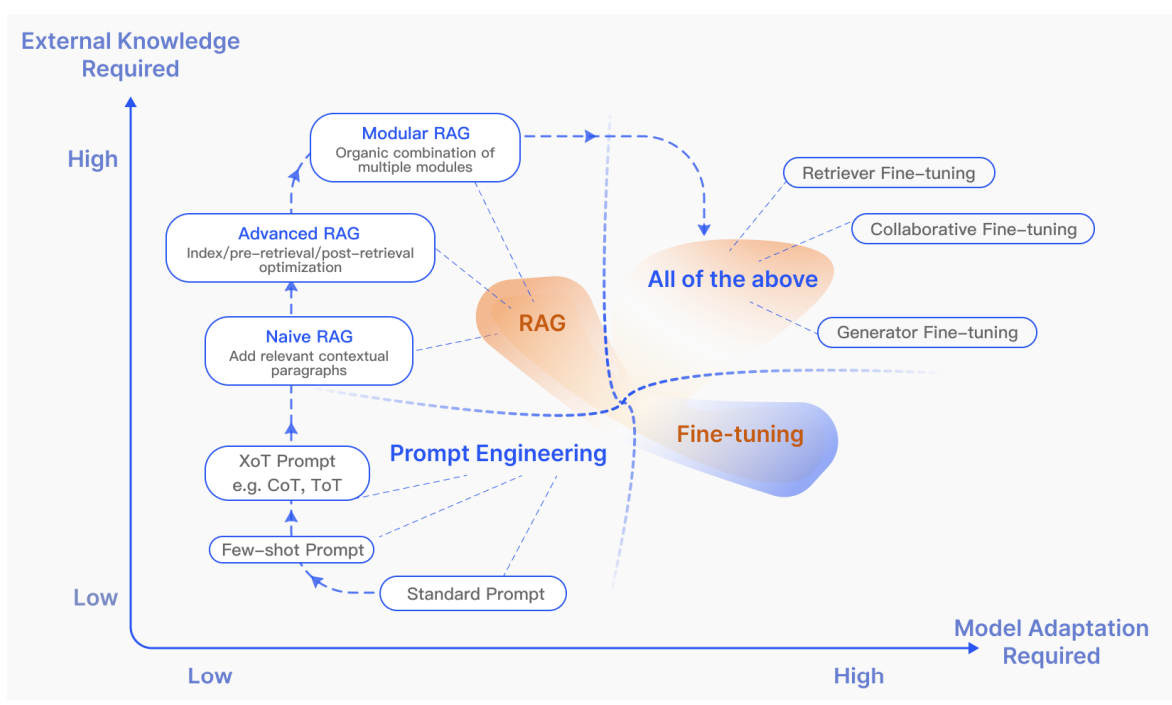 External Knowledge
Required
High
Modular RAG
Organic combination of
multiple modules
Retriever Fine-tuning
Collaborative Fine-tuning
Advanced RAG
Index/pre-retrieval/post-retrieval
optimization
All of the above
RAG
Generator Fine-tuning
Naive RAG
Add relevant contextual
paragraphs
Fine-tuning
Prompt Engineering
XoT Prompt
e.g. CoT, ToT
Few-shot Prompt
Standard Prompt
Low
Model Adaptation
Required
Low
High